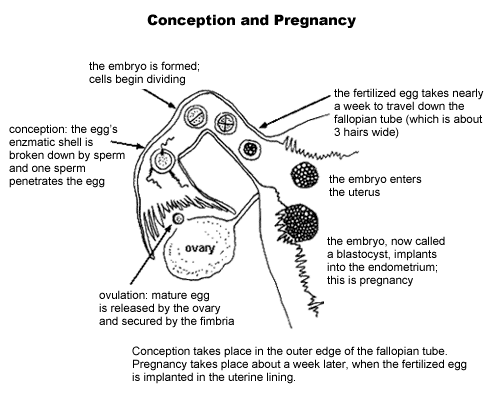 Conception and Pregnancy
the embryo is formed;
cells begin dividing
the fertilized egg takes nearly
a week to travel down the
fallopian tube (which is about
3 hairs wide)
conception: the egg's
enzmatic shell is
broken down by sperm
and one sperm
penetrates the egg
the embryo enters
the uterus
ovary
the embryo, now called
a blastocyst, implants
into the endometrium;
this is pregnancy
ovulation: mature egg
is released by the ovary
and secured by the fimbria
Conception takes place in the outer edge of the fallopian tube.
Pregnancy takes place about a week later, when the fertilized egg
is implanted in the uterine lining.